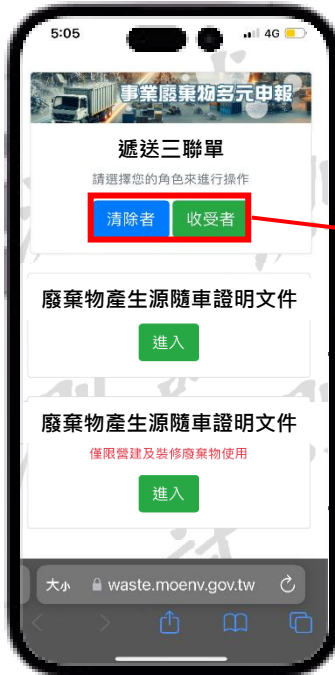 5:05
4G
事業廢棄物多元申報
遞送三聯單
請選擇您的角色來進行操作
清除者 收受者
廢棄物產生源隨車證明文件
進入
廢棄物產生源隨車證明文件
僅限營建及裝修廢棄物使用
進入
大小 waste.moenv.gov.tw